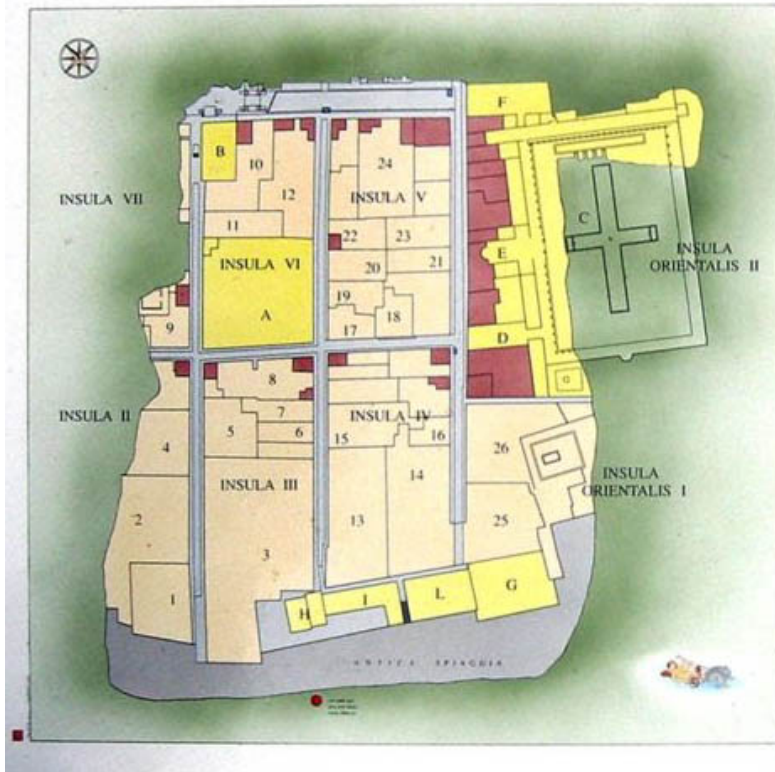 F
B
10
24
C
INSULA VII
12
INSULA V
11
22
23
E
INSULA
ORIENTALIS II
INSULA VI
20
21
A
19
18
9
17
D
8
INSULA II
7
INSULA IV
5
6
15
16
4
26
14
INSULA III
INSULA
ORIENTALIS I
2
13
25
3
1
H
I
L
G
ANTICA SPIAGGIA